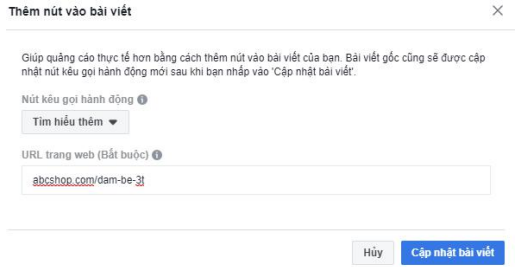 Thêm nút vào bài viết
Giúp quảng cáo thực tế hơn bằng cách thêm nút vào bài viết của bạn. Bài viết gốc cũng sẽ được cập
nhật nút kêu gọi hành động mới sau khi bạn nhấp vào 'Cập nhật bài viết'.
Nút kêu gọi hành động
Tìm hiểu thêm
URL trang web (Bắt buộc)
abcshop.com/dam-be-3t
Hủy Cập nhật bài viết